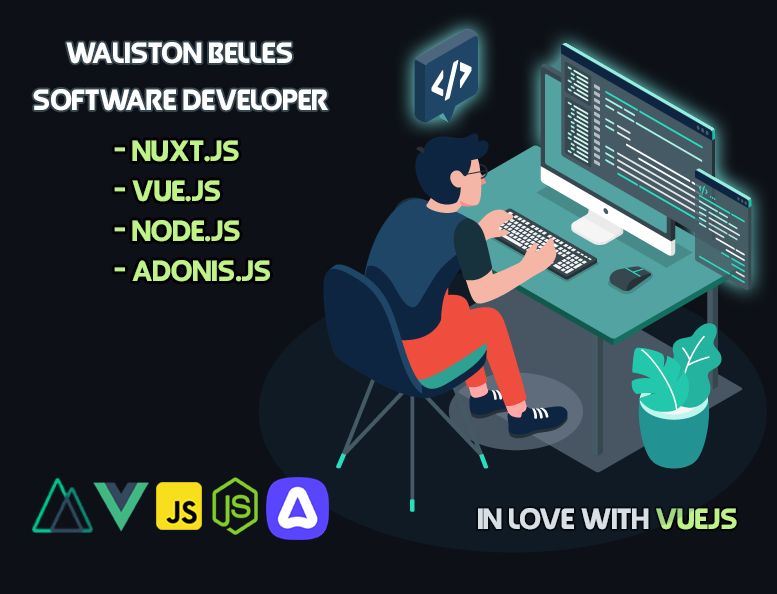 WALISTON BELLES
SOFTWARE DEVELOPER
- NUXT.JS
- VUE.JS
- NODE.JS
- ADONIS.JS
</>
JS
JS
IN LOVE WITH VUEJS